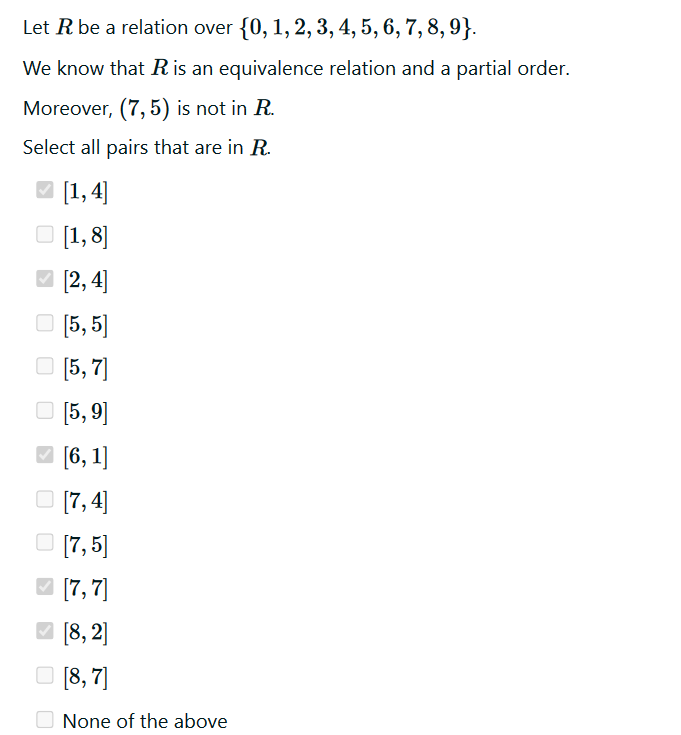 Let R be a relation over {0, 1, 2, 3, 4, 5, 6, 7, 8, 9}.
We know that R is an equivalence relation and a partial order.
Moreover, (7, 5) is not in R.
Select all pairs that are in R.
[1, 4]
[1, 8]
[2, 4]
[5, 5]
[5, 7]
[5, 9]
[6, 1]
[7, 4]
[7, 5]
[7, 7]
[8, 2]
[8, 7]
None of the above